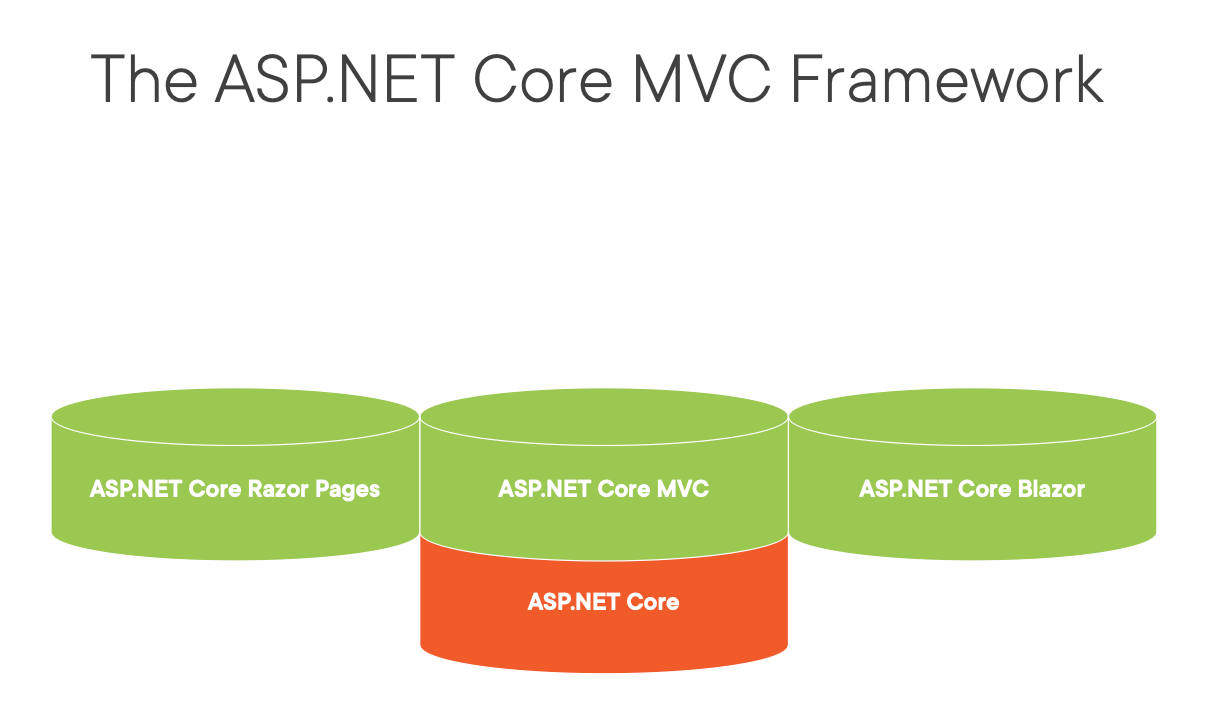 The ASP.NET Core MVC Framework
ASP.NET Core Razor Pages
ASP.NET Core MVC
ASP.NET Core Blazor
ASP.NET Core